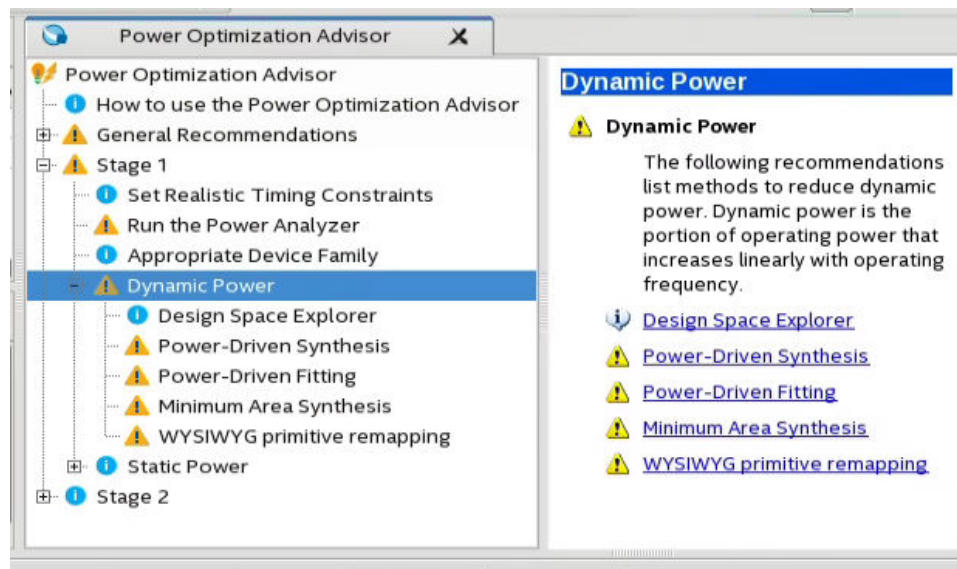 Power Optimization Advisor
Power Optimization Advisor
How to use the Power Optimization Advisor
General Recommendations
Stage 1
Set Realistic Timing Constraints
Run the Power Analyzer
Appropriate Device Family
Dynamic Power
Design Space Explorer
Power-Driven Synthesis
Power-Driven Fitting
Minimum Area Synthesis
WYSIWYG primitive remapping
Static Power
Stage 2
Dynamic Power
Dynamic Power
The following recommendations
list methods to reduce dynamic
power. Dynamic power is the
portion of operating power that
increases linearly with operating
frequency.
Design Space Explorer
Power-Driven Synthesis
Power-Driven Fitting
Minimum Area Synthesis
WYSIWYG primitive remapping